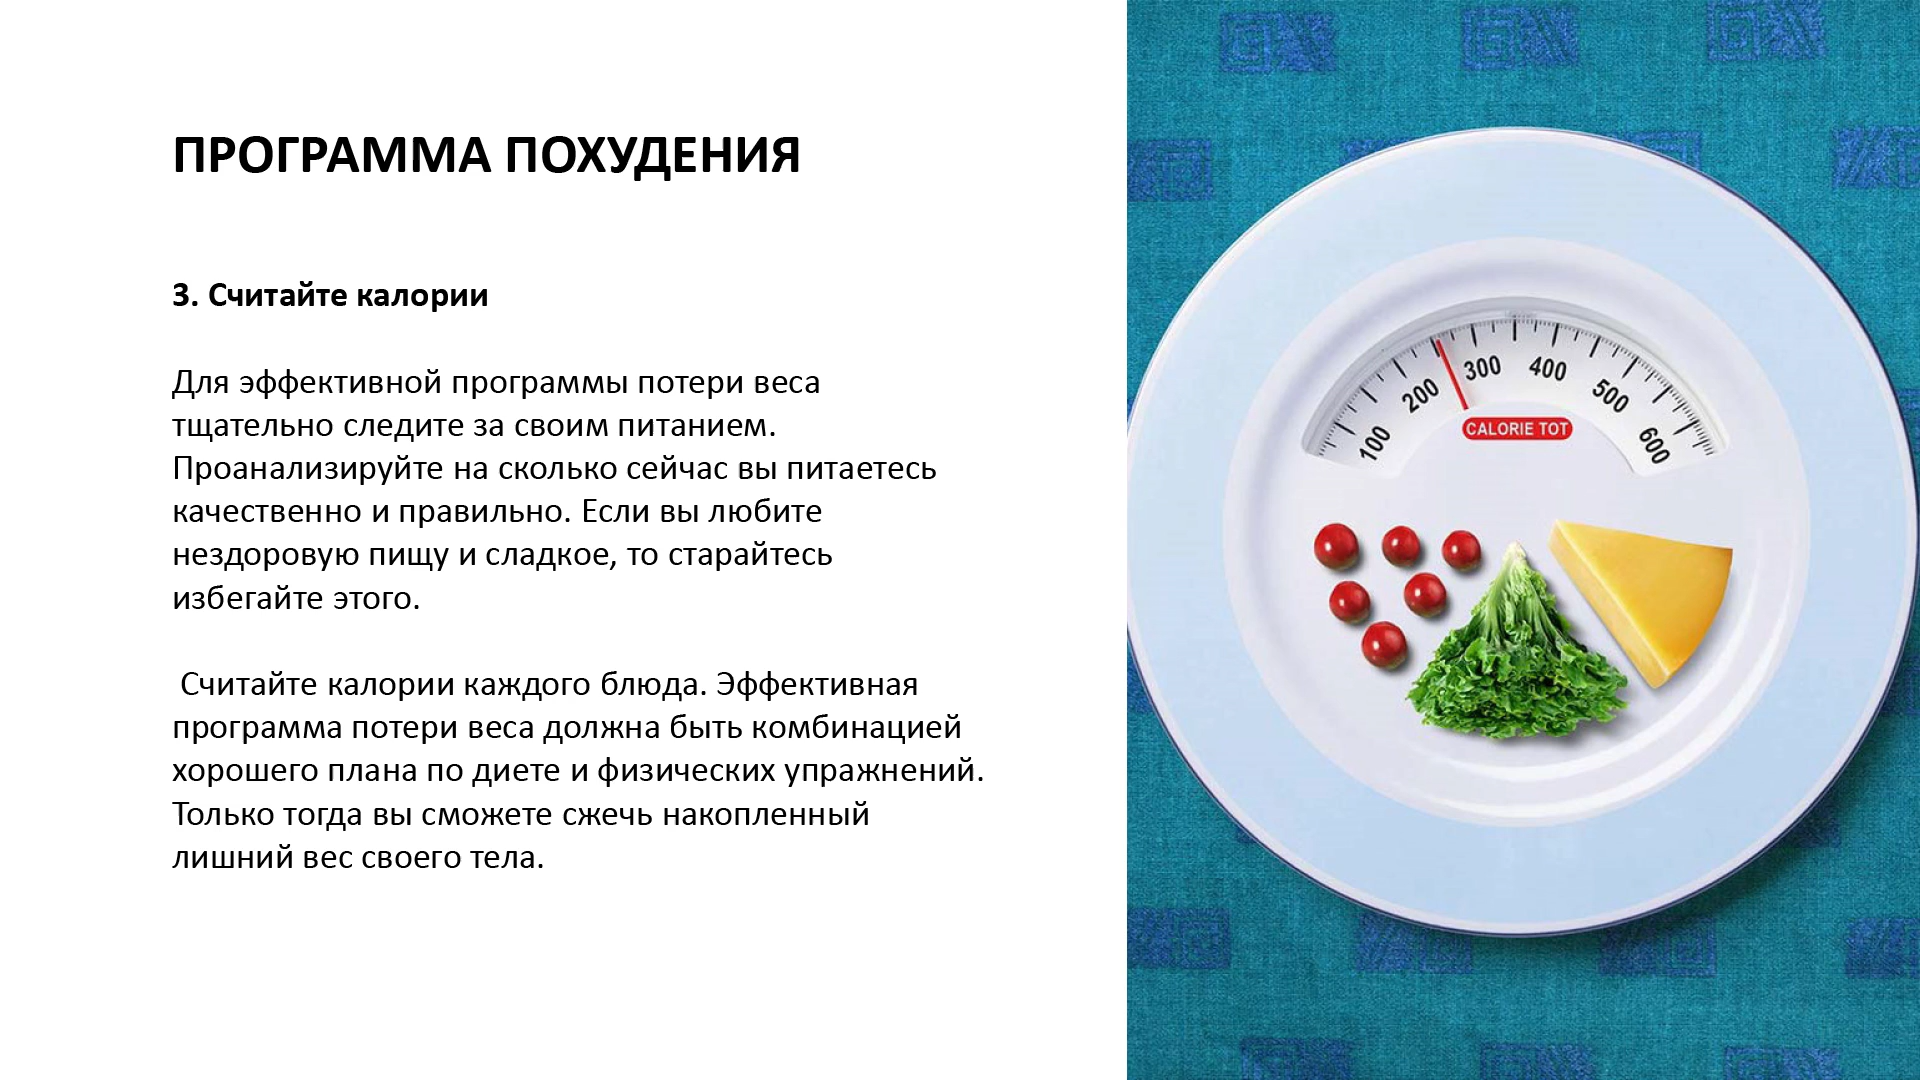 ПРОГРАММА ПОХУДЕНИЯ
3. Считайте калории
Для эффективной программы потери веса
тщательно следите за своим питанием.
Проанализируйте на сколько сейчас вы питаетесь
качественно и правильно. Если вы любите
нездоровую пищу и сладкое, то старайтесь
избегайте этого.
Считайте калории каждого блюда. Эффективная
программа потери веса должна быть комбинацией
хорошего плана по диете и физических упражнений.
Только тогда вы сможете сжечь накопленный
лишний вес своего тела.
100 200 300 400 500 600
CALORIE TOT